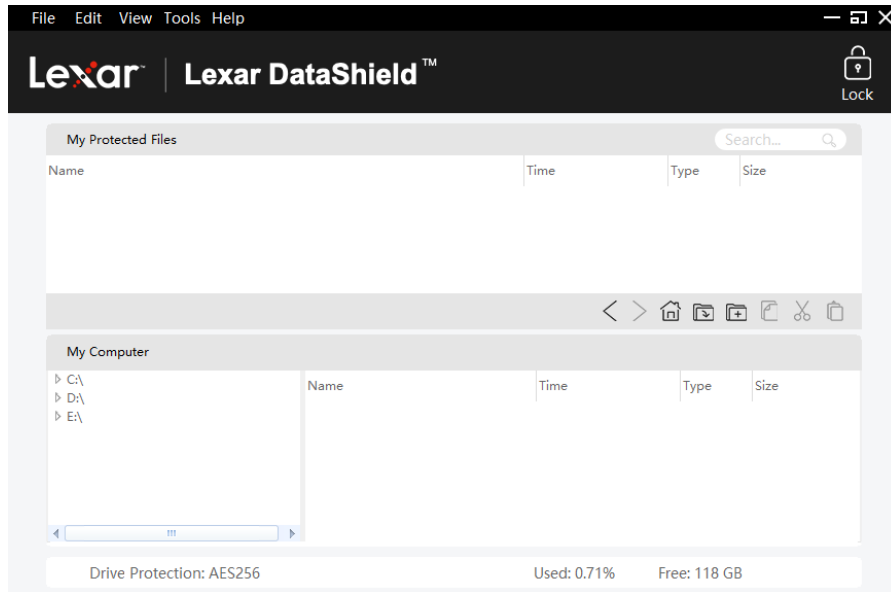 File Edit View Tools Help
Lexar™ Lexar DataShield™
Lock
My Protected Files Search...
Name Time Type Size
My Computer
C:\
D:\
E:\
Name Time Type Size
Drive Protection: AES256 Used: 0.71% Free: 118 GB